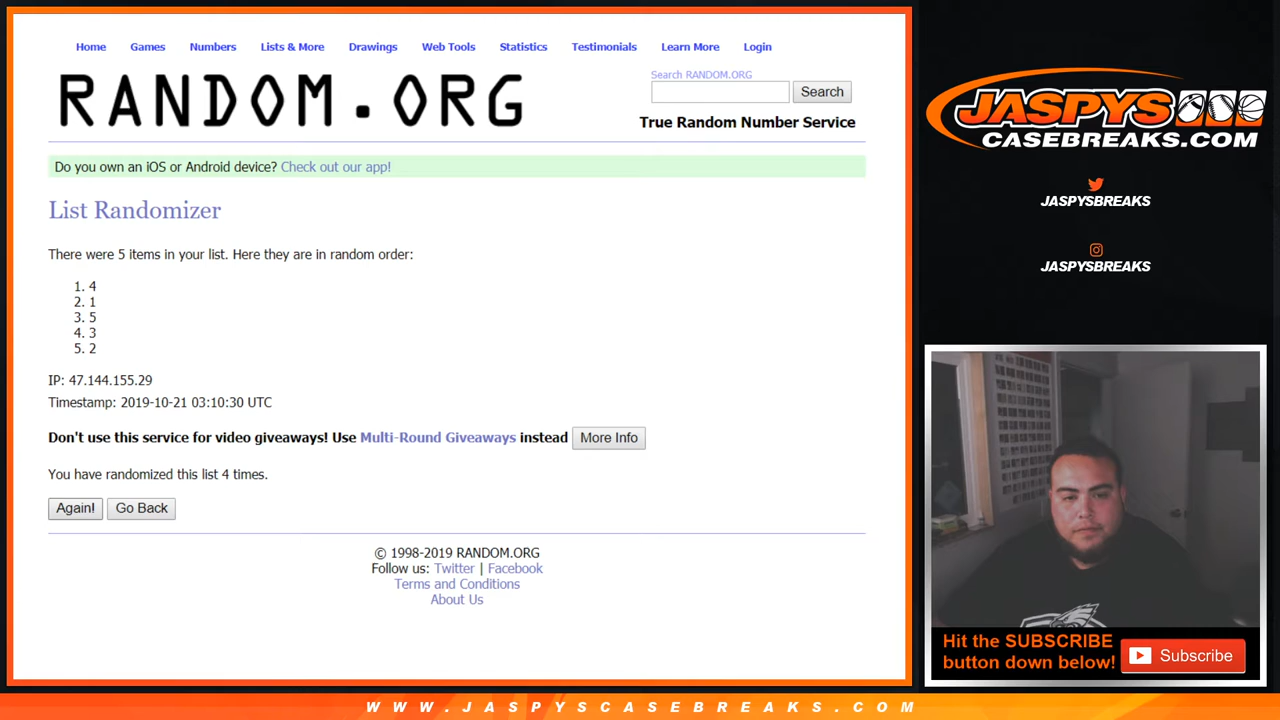 Home Games Numbers Lists & More Drawings Web Tools Statistics Testimonials Learn More Login
RANDOM.ORG
Search RANDOM.ORG
Search
True Random Number Service
Do you own an iOS or Android device? Check out our app!
List Randomizer
There were 5 items in your list. Here they are in random order:
1. 4
2. 1
3. 5
4. 3
5. 2
IP: 47.144.155.29
Timestamp: 2019-10-21 03:10:30 UTC
Don't use this service for video giveaways! Use Multi-Round Giveaways instead More Info
You have randomized this list 4 times.
Again! Go Back
© 1998-2019 RANDOM.ORG
Follow us: Twitter | Facebook
Terms and Conditions
About Us
JASPYS
CASEBREAKS.COM
JASPYSBREAKS
JASPYSBREAKS
Hit the SUBSCRIBE
button down below!
Subscribe
WWW.JASPYSCASEBREAKS.COM